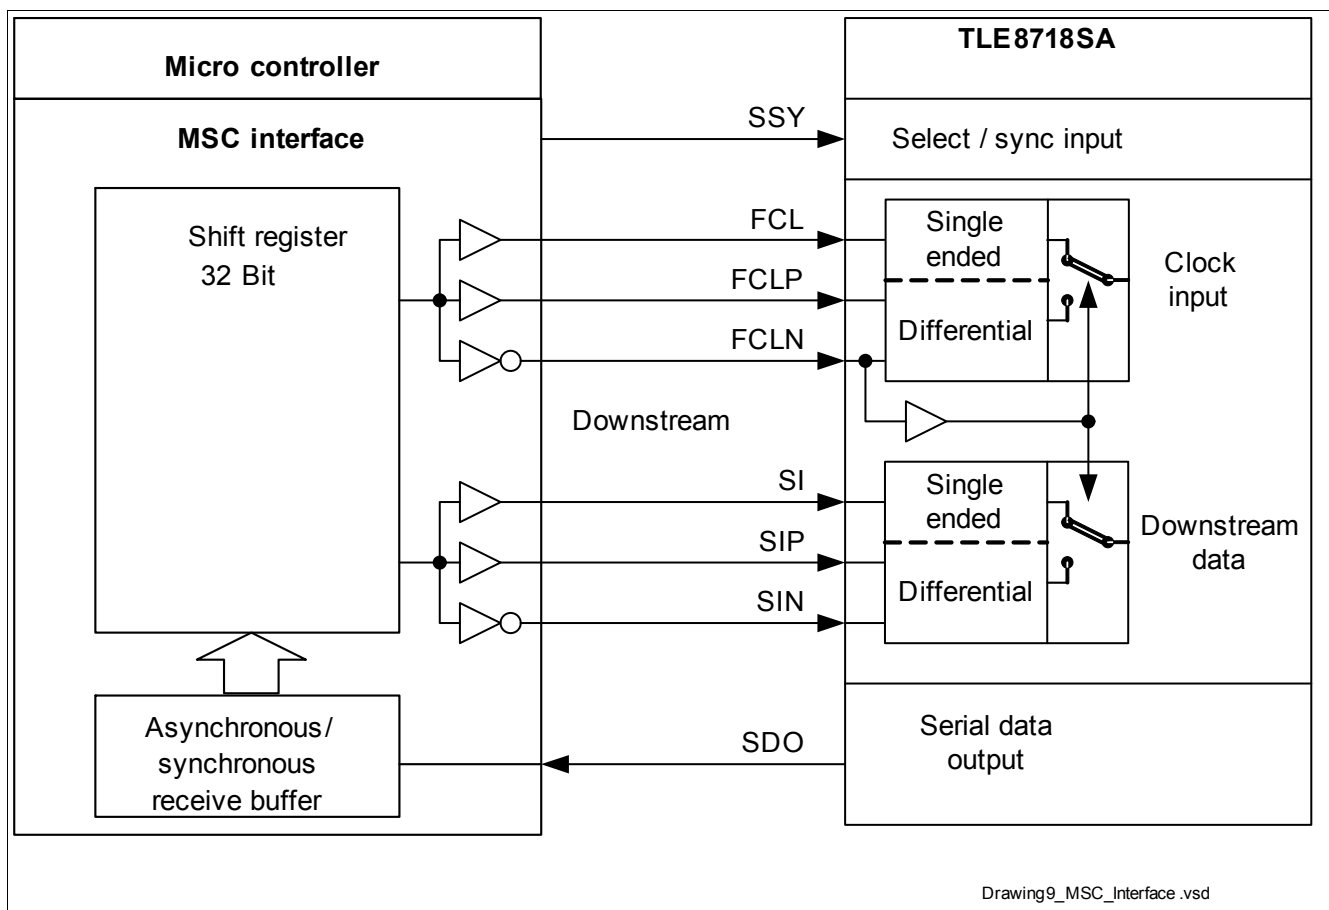 Micro controller
TLE8718SA
MSC interface
SSY
Select / sync input
Shift register
32 Bit
FCL
FCLP
FCLN
Single
ended
Differential
Clock
input
Downstream
SI
SIP
SIN
Single
ended
Differential
Downstream
data
Asynchronous/
synchronous
receive buffer
SDO
Serial data
output
Drawing9_MSC_Interface.vsd